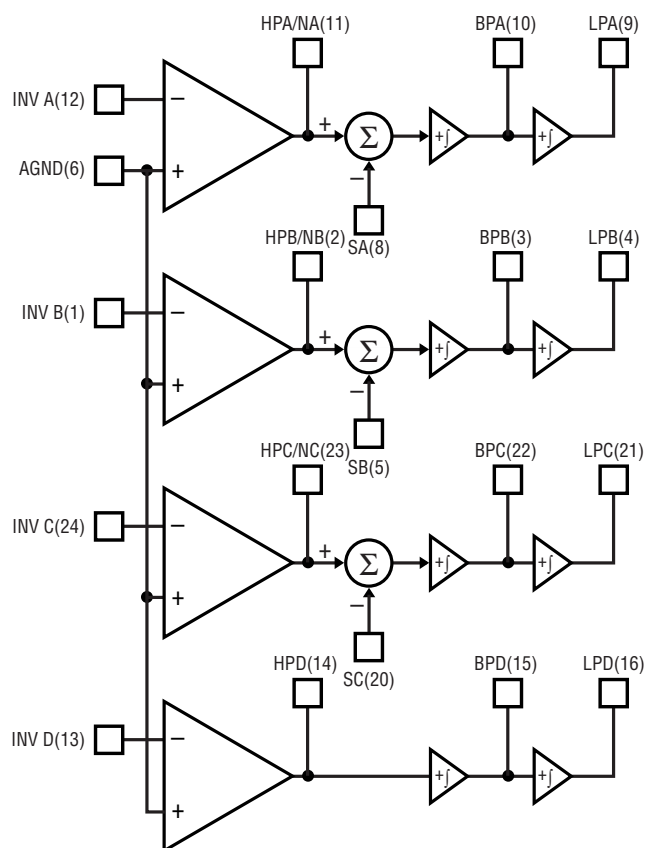 HPA/NA(11) BPA(10) LPA(9)
INV A(12) −
+ Σ +∫ +∫
AGND(6) +
−
SA(8)
HPB/NB(2) BPB(3) LPB(4)
INV B(1) −
+ Σ +∫ +∫
+
−
SB(5)
HPC/NC(23) BPC(22) LPC(21)
INV C(24) −
+ Σ +∫ +∫
+
−
SC(20)
HPD(14) BPD(15) LPD(16)
INV D(13) −
+∫ +∫
+